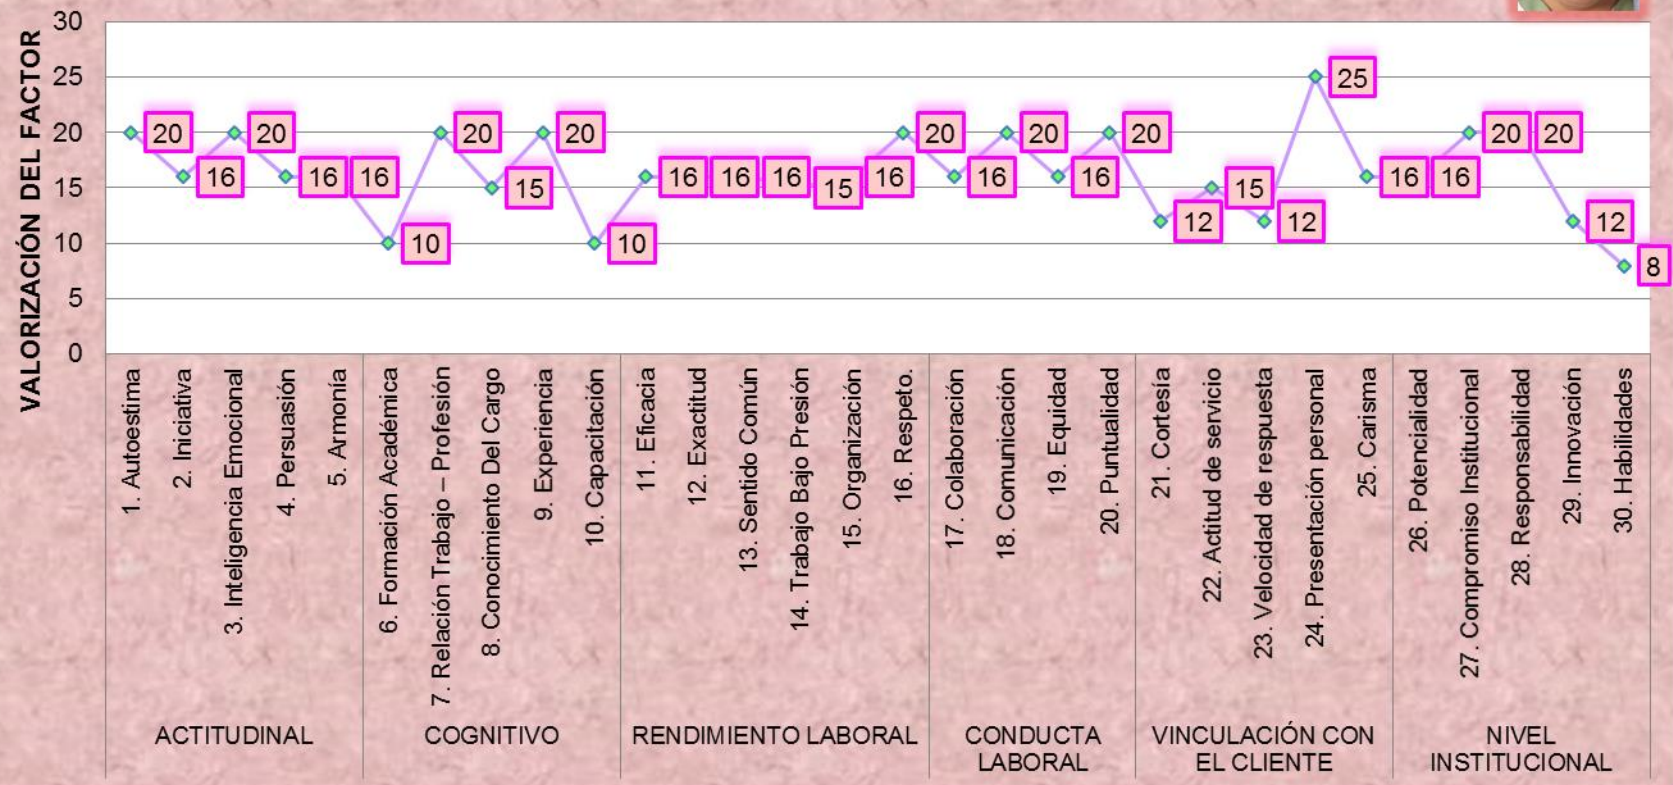 VALORIZACIÓN DEL FACTOR
30
25
20
15
10
5
0
20
16
20
16
16
10
20
15
20
10
16
16
16
15
16
20
16
20
16
20
12
15
12
25
16
16
20
20
12
8
1. Autoestima
2. Iniciativa
3. Inteligencia Emocional
4. Persuasión
5. Armonía
6. Formación Académica
7. Relación Trabajo – Profesión
8. Conocimiento Del Cargo
9. Experiencia
10. Capacitación
11. Eficacia
12. Exactitud
13. Sentido Común
14. Trabajo Bajo Presión
15. Organización
16. Respeto.
17. Colaboración
18. Comunicación
19. Equidad
20. Puntualidad
21. Cortesía
22. Actitud de servicio
23. Velocidad de respuesta
24. Presentación personal
25. Carisma
26. Potencialidad
27. Compromiso Institucional
28. Responsabilidad
29. Innovación
30. Habilidades
ACTITUDINAL
COGNITIVO
RENDIMIENTO LABORAL
CONDUCTA
LABORAL
VINCULACIÓN CON
EL CLIENTE
NIVEL
INSTITUCIONAL